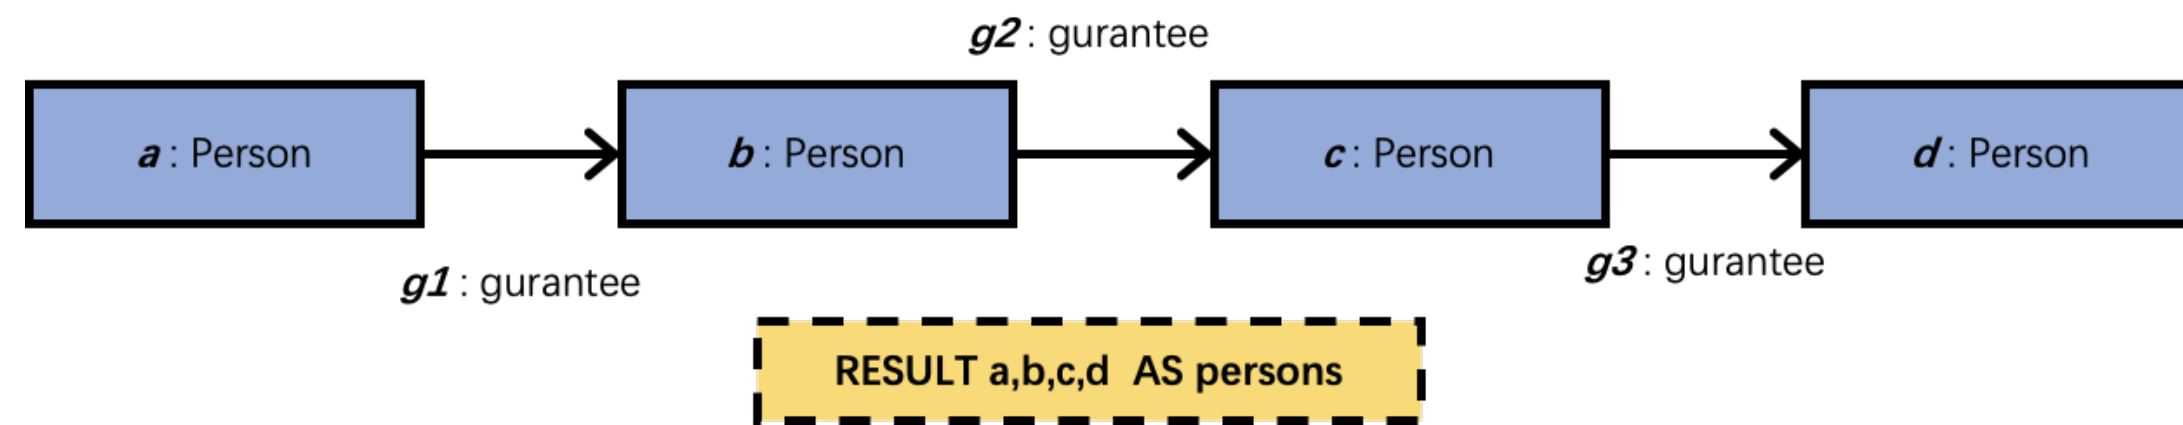 g2 : gurantee
a : Person
b : Person
c : Person
d : Person
g1 : gurantee
g3 : gurantee
RESULT a,b,c,d AS persons